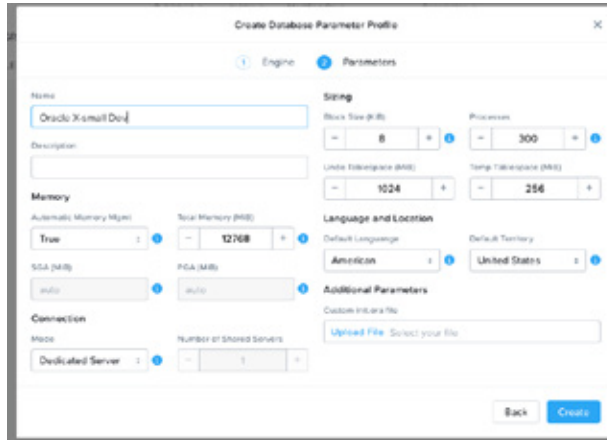 Create Database Parameter Profile
1 Engine
2 Parameters
Name
Oracle X-small Dev
Description
Memory
Automatic Memory Mgmt
Total Memory (MiB)
True
- 12768 +
SGA (MiB)
PGA (MiB)
auto
auto
Connection
Mode
Number of Shared Servers
Dedicated Server
- 1 +
Sizing
Block Size (KiB)
Processes
- 8 +
- 300 +
Undo Tablespace (MiB)
Temp Tablespace (MiB)
- 1024 +
- 256 +
Language and Location
Default Language
Default Territory
American
United States
Additional Parameters
Custom init.ora file
Upload File Select your file
Back
Create